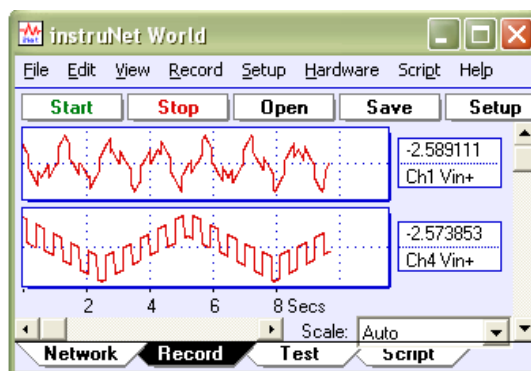 instruNet World
File Edit View Record Setup Hardware Script Help
Start Stop Open Save Setup
-2.589111
Ch1 Vin+
-2.573853
Ch4 Vin+
2 4 6 8 Secs
Scale: Auto
Network Record Test Script